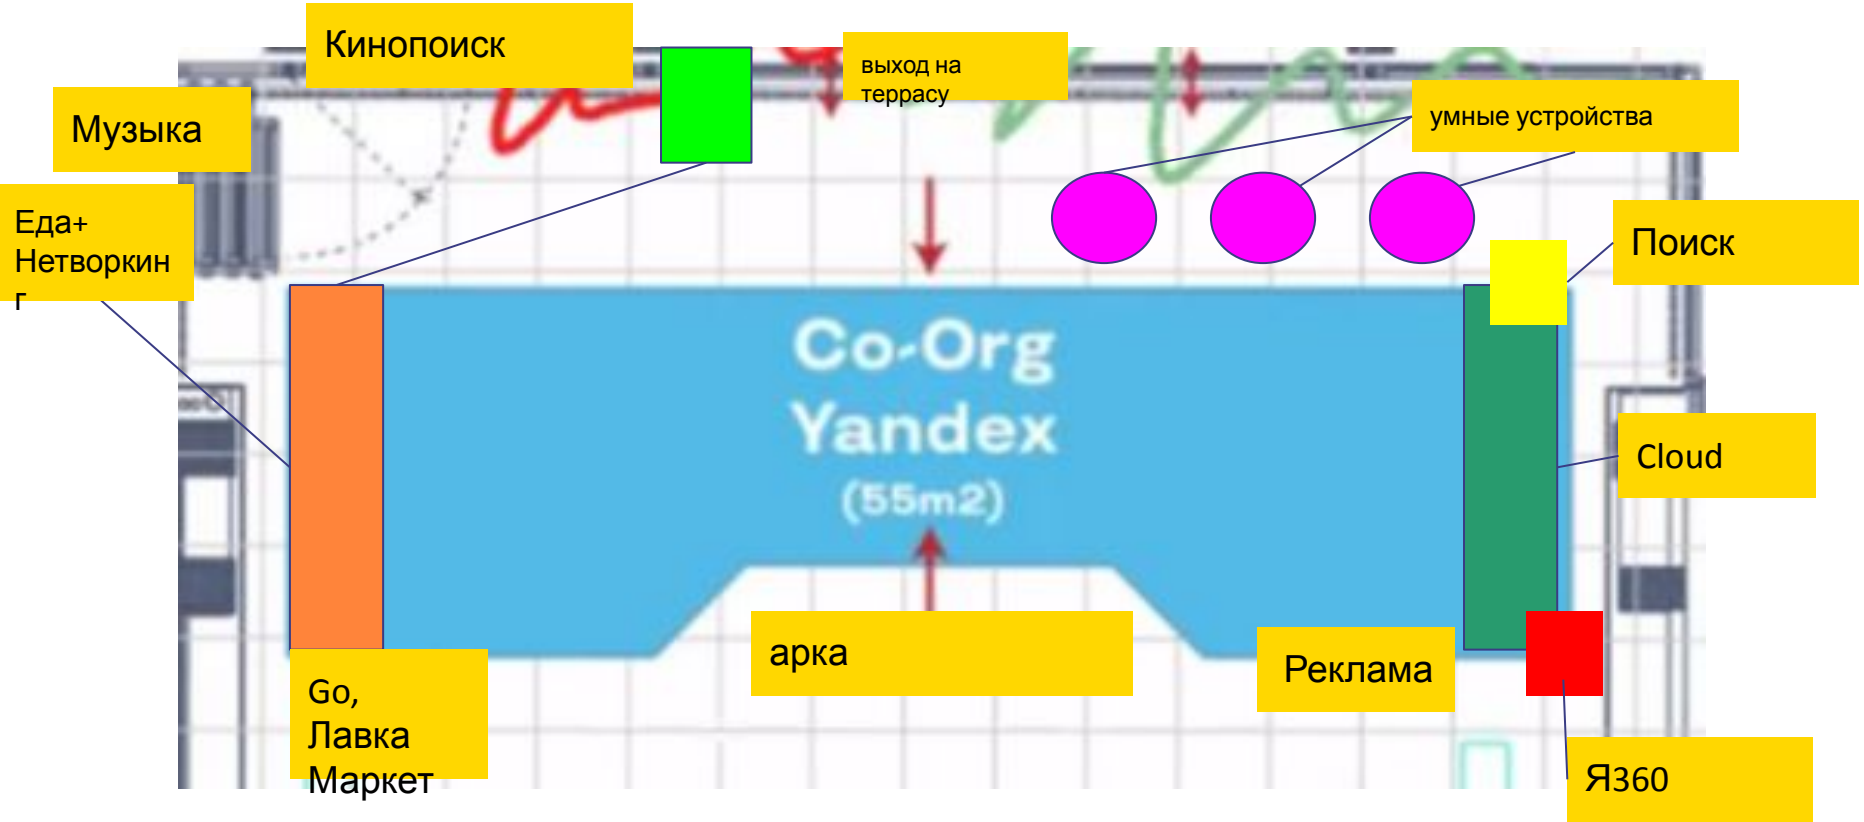 Кинопоиск
выход на
террасу
умные устройства
Музыка
Еда+
Нетворкин
г
Поиск
Co-Org
Yandex
(55m2)
Cloud
арка
Реклама
Go,
Лавка
Маркет
Я360